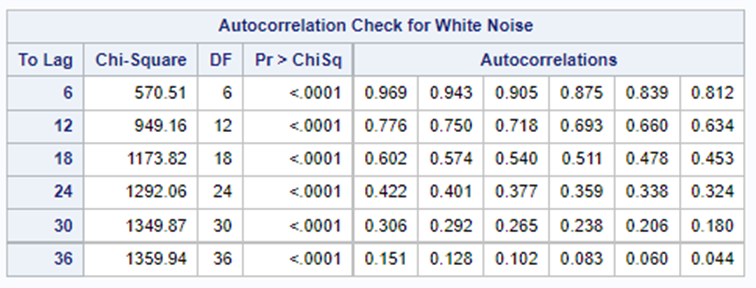 Autocorrelation Check for White Noise
To Lag Chi-Square DF Pr > ChiSq Autocorrelations
6 570.51 6 <.0001 0.969 0.943 0.905 0.875 0.839 0.812
12 949.16 12 <.0001 0.776 0.750 0.718 0.693 0.660 0.634
18 1173.82 18 <.0001 0.602 0.574 0.540 0.511 0.478 0.453
24 1292.06 24 <.0001 0.422 0.401 0.377 0.359 0.338 0.324
30 1349.87 30 <.0001 0.306 0.292 0.265 0.238 0.206 0.180
36 1359.94 36 <.0001 0.151 0.128 0.102 0.083 0.060 0.044